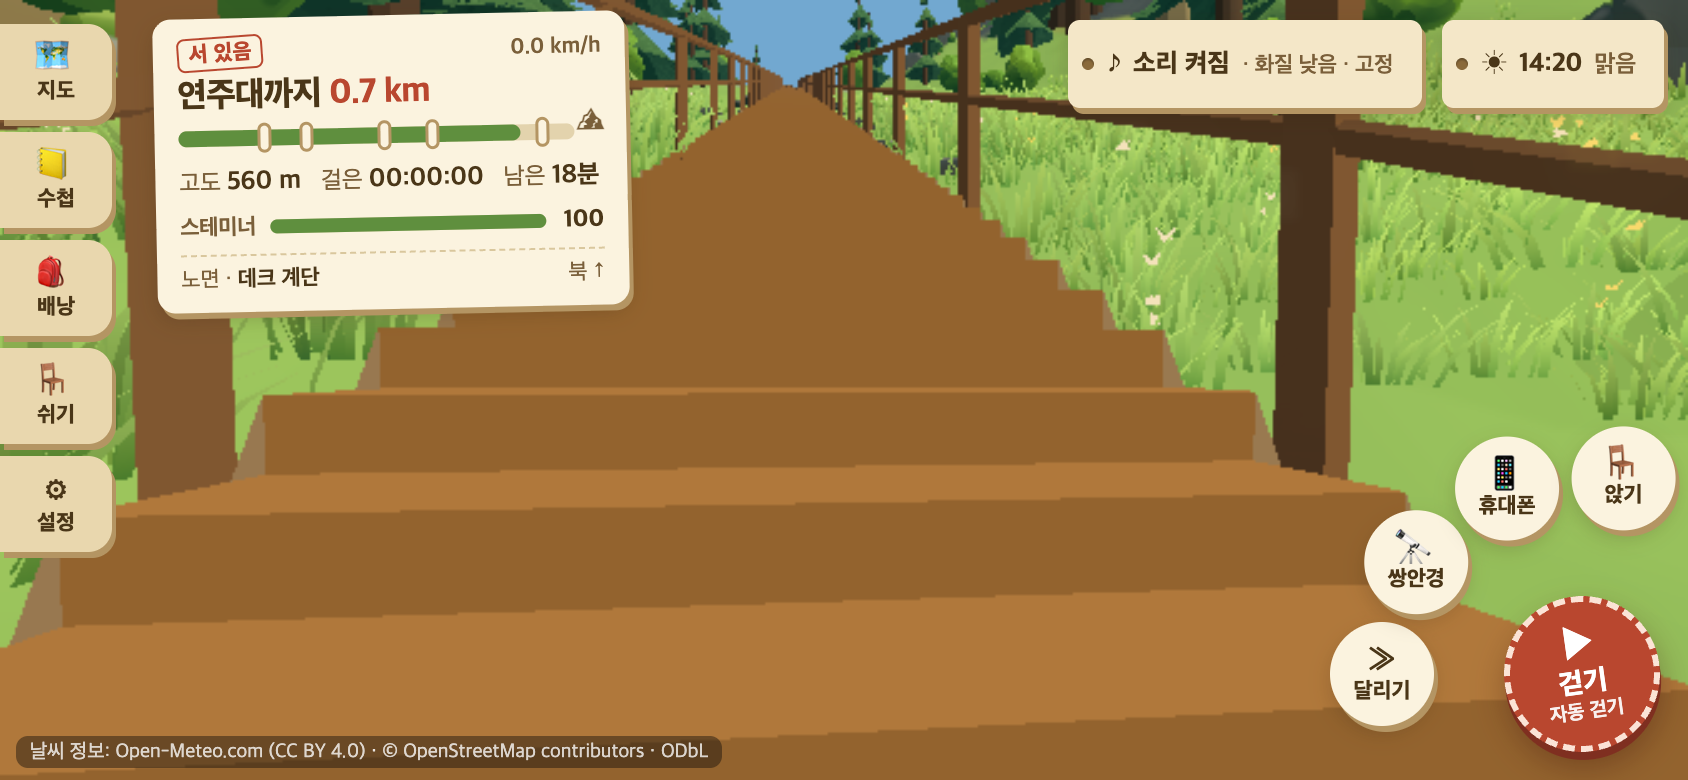 지도
수첩
배낭
쉬기
설정
서 있음
0.0 km/h
연주대까지 0.7 km
고도 560 m 걸은 00:00:00 남은 18분
스테미너 100
노면 · 데크 계단
북 ↑
♪ 소리 켜짐 · 화질 낮음 · 고정
☀ 14:20 맑음
휴대폰
앉기
쌍안경
달리기
걷기
자동 걷기
날씨 정보: Open-Meteo.com (CC BY 4.0) · © OpenStreetMap contributors · ODbL